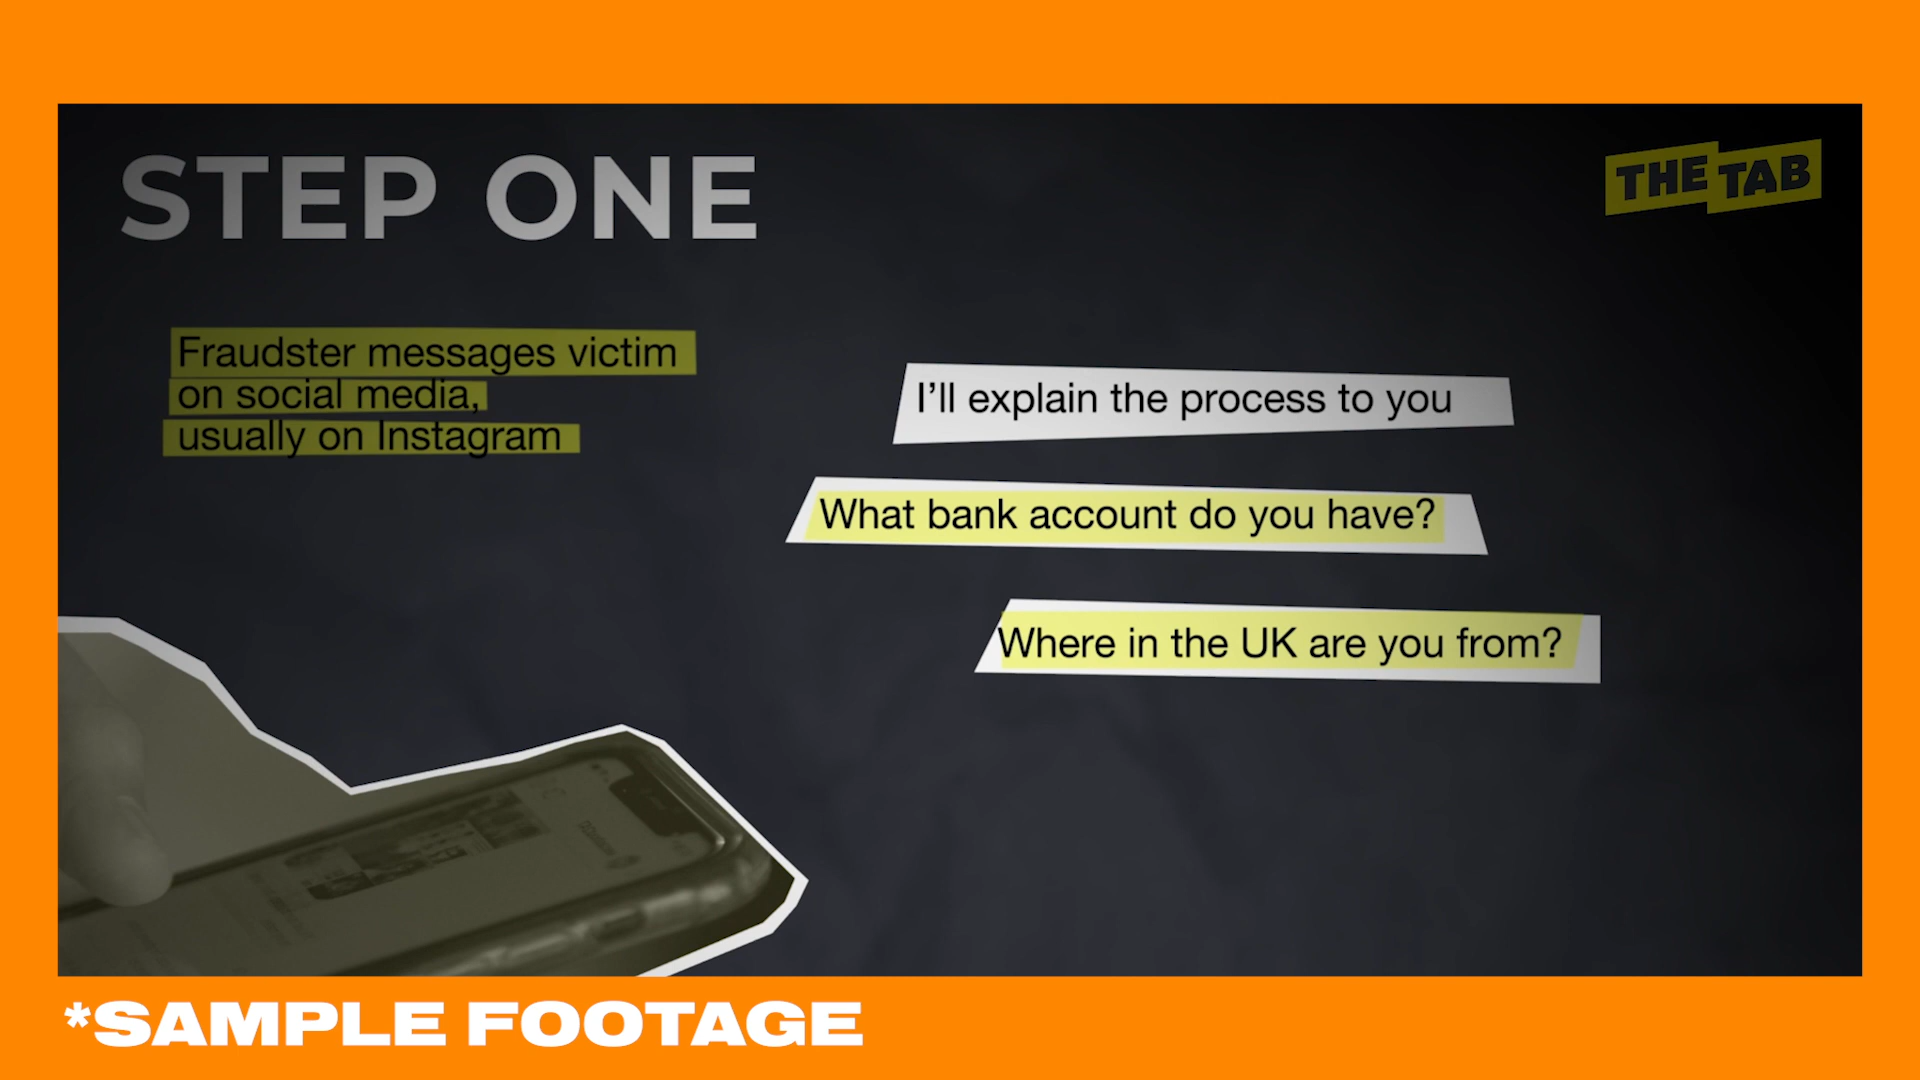 STEP ONE
THE TAB
Fraudster messages victim
on social media,
usually on Instagram
I'll explain the process to you
What bank account do you have?
Where in the UK are you from?
*SAMPLE FOOTAGE